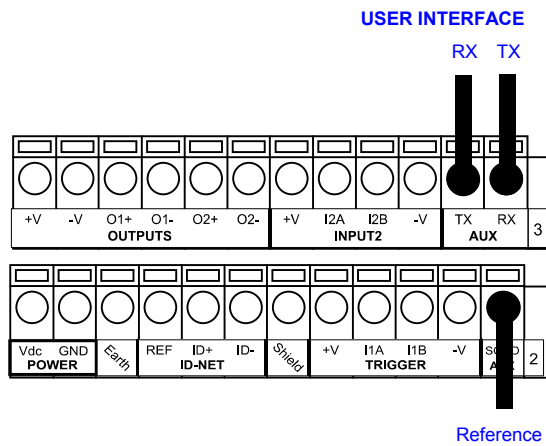 USER INTERFACE
RX TX
+V -V O1+ O1- O2+ O2- +V I2A I2B -V TX RX
OUTPUTS INPUT2 AUX 3
Vdc GND Earth REF ID+ ID- Shield +V I1A I1B -V
POWER ID-NET TRIGGER 2
Reference